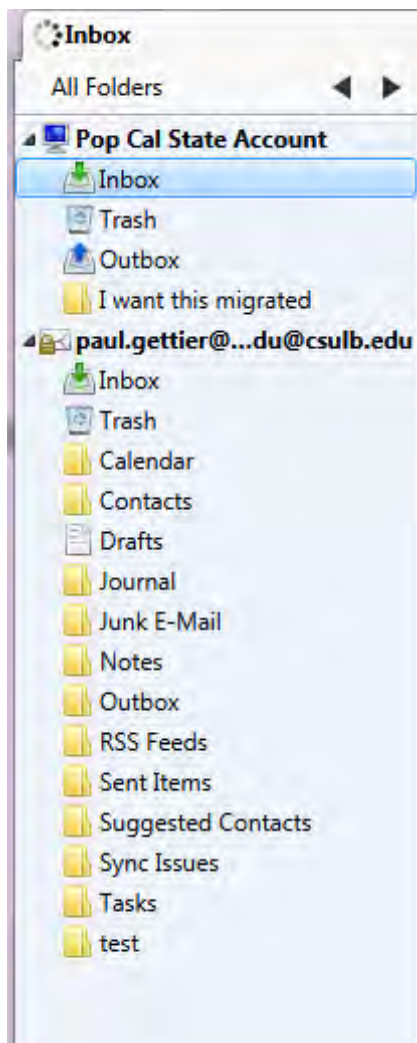 Inbox
All Folders
Pop Cal State Account
Inbox
Trash
Outbox
I want this migrated
paul.gettier@...du@csulb.edu
Inbox
Trash
Calendar
Contacts
Drafts
Journal
Junk E-Mail
Notes
Outbox
RSS Feeds
Sent Items
Suggested Contacts
Sync Issues
Tasks
test